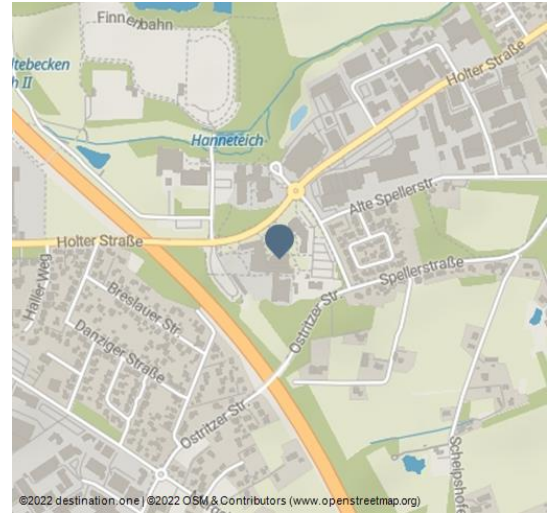 Finnenbahn
ltebecken
h II
Hanneteich
Holter Straße
Alte Spellerstr.
Holter Straße
Spellerstraße
Haller Weg
Breslauer Str.
Ostritzer Str.
Danziger Straße
Ostritzer Str.
Scheipshofe
©2022 destination.one | ©2022 OSM & Contributors (www.openstreetmap.org)